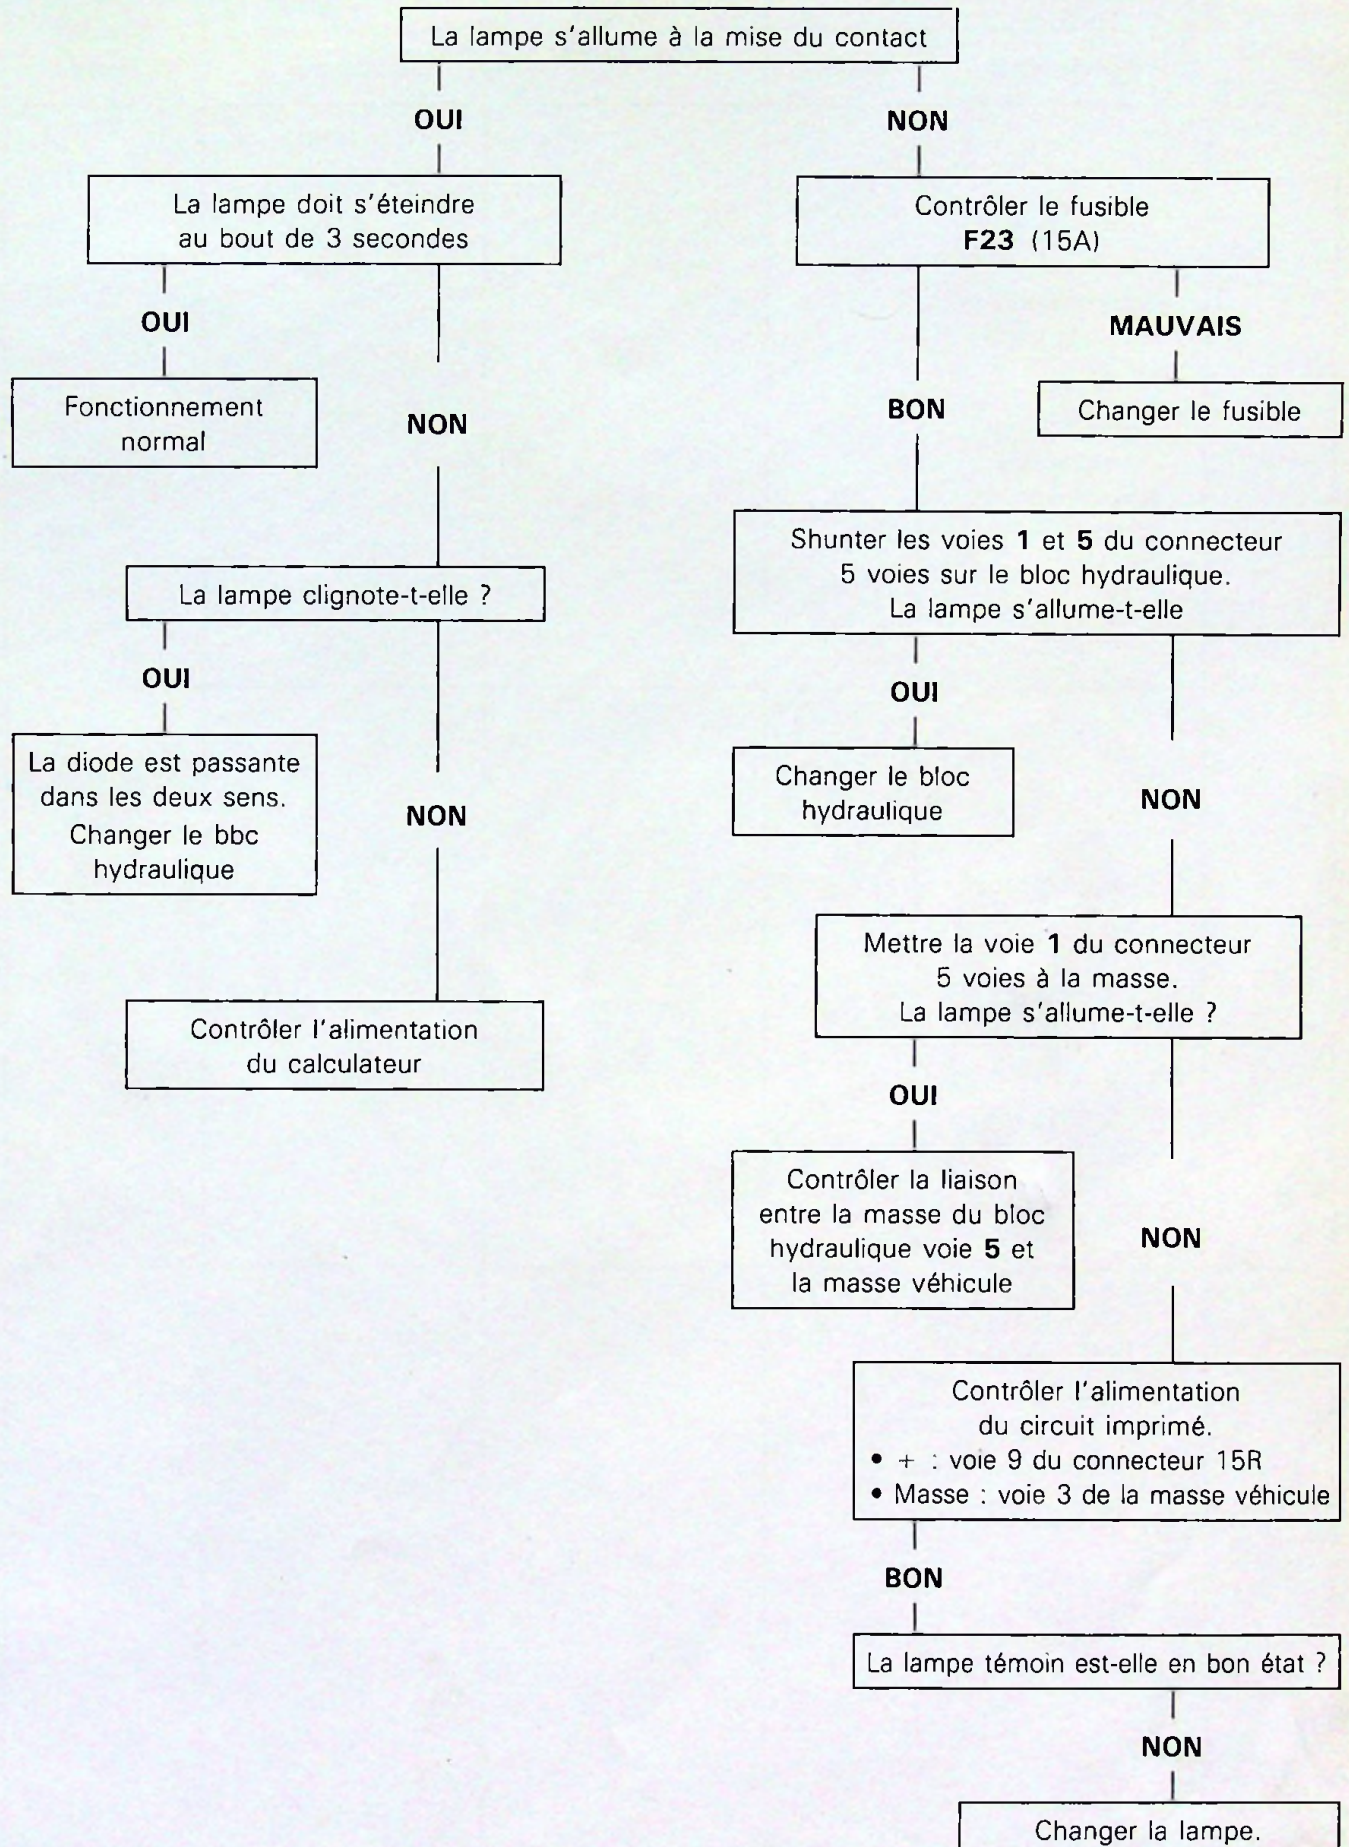 La lampe s'allume à la mise du contact
OUI
NON
La lampe doit s'éteindre
au bout de 3 secondes
Contrôler le fusible
F23 (15A)
OUI
MAUVAIS
Fonctionnement
normal
NON
BON
Changer le fusible
Shunter les voies 1 et 5 du connecteur
5 voies sur le bloc hydraulique.
La lampe s'allume-t-elle
La lampe clignote-t-elle ?
OUI
OUI
La diode est passante
dans les deux sens.
Changer le bbc
hydraulique
NON
Changer le bloc
hydraulique
NON
Mettre la voie 1 du connecteur
5 voies à la masse.
La lampe s'allume-t-elle ?
Contrôler l'alimentation
du calculateur
OUI
Contrôler la liaison
entre la masse du bloc
hydraulique voie 5 et
la masse véhicule
NON
Contrôler l'alimentation
du circuit imprimé.
• + : voie 9 du connecteur 15R
• Masse : voie 3 de la masse véhicule
BON
La lampe témoin est-elle en bon état ?
NON
Changer la lampe.